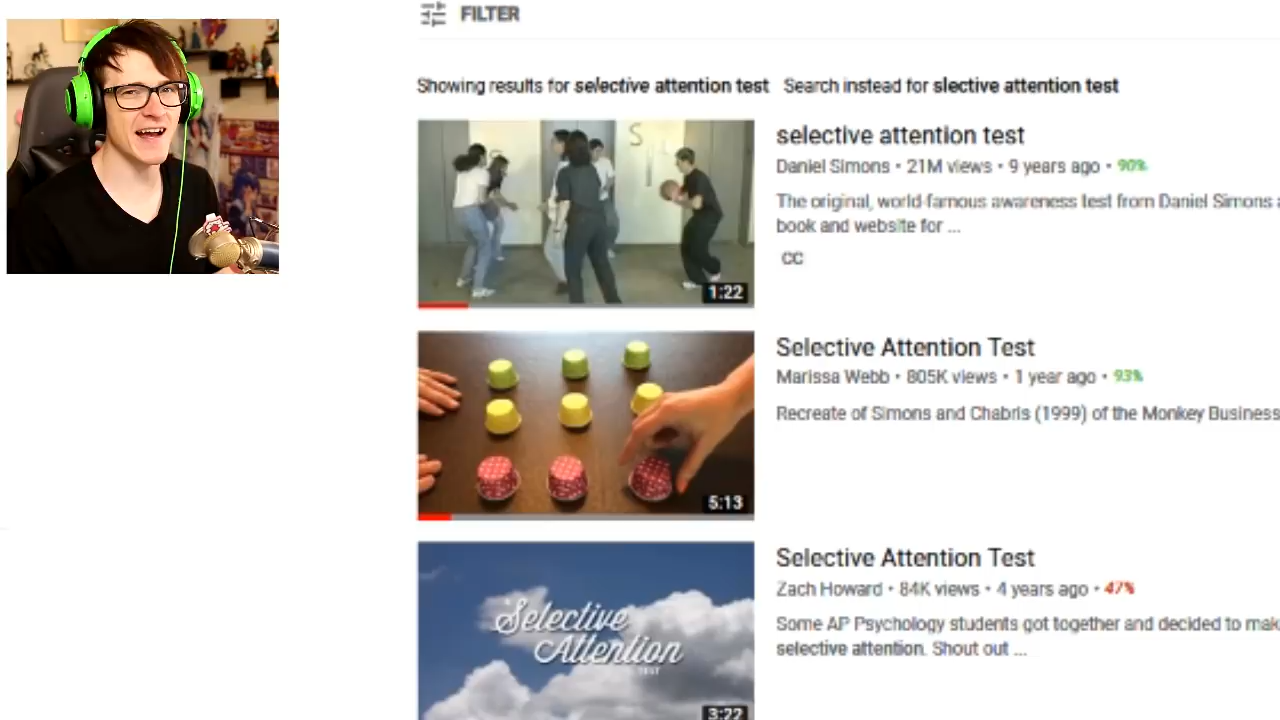 FILTER
Showing results for selective attention test Search instead for slective attention test
S
selective attention test
Daniel Simons • 21M views • 9 years ago • 90%
The original, world-famous awareness test from Daniel Simons a
book and website for ...
CC
1:22
Selective Attention Test
Marissa Webb • 805K views • 1 year ago • 93%
Recreate of Simons and Chabris (1999) of the Monkey Business
5:13
Selective Attention Test
Zach Howard • 84K views • 4 years ago • 47%
Some AP Psychology students got together and decided to mak
selective attention. Shout out ...
Selective
Attention
TEST
3:22